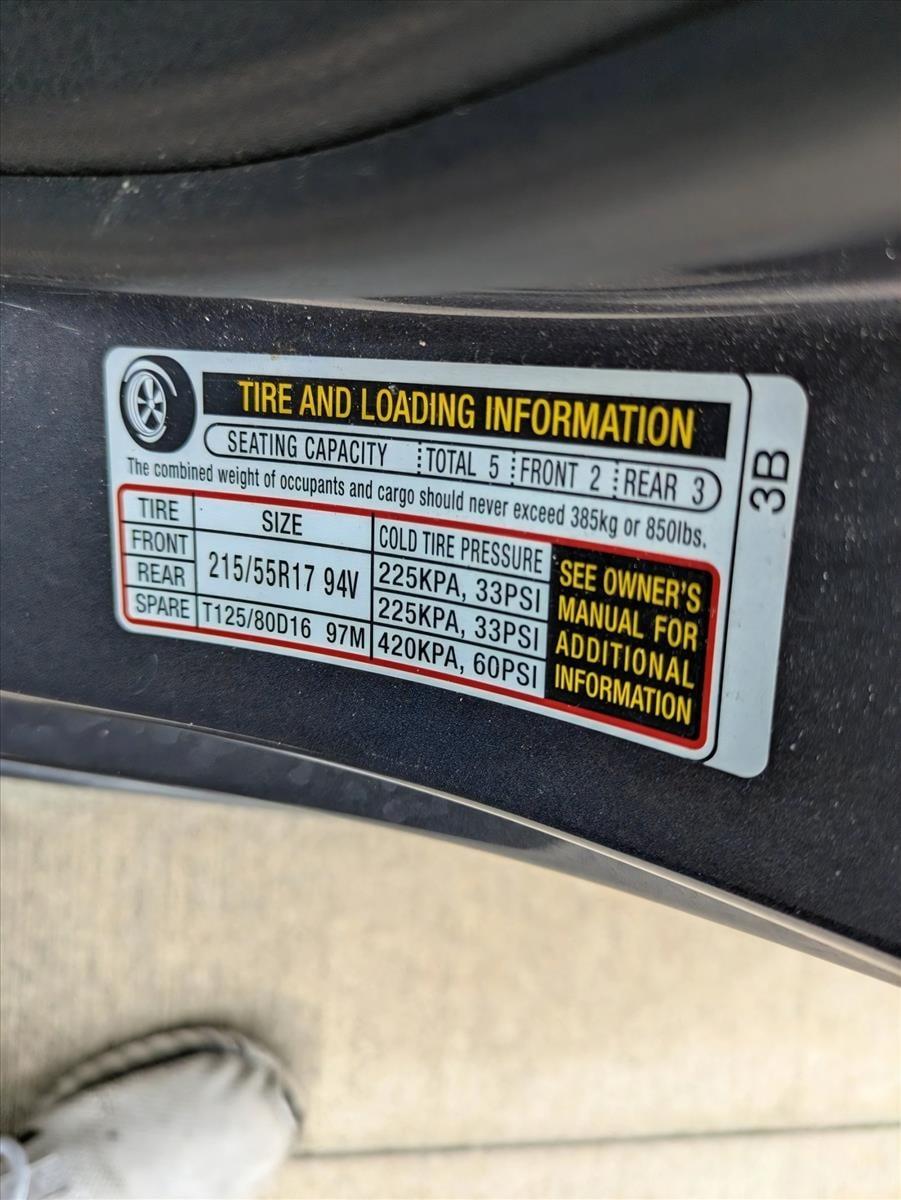 TIRE AND LOADING INFORMATION
SEATING CAPACITY TOTAL 5 FRONT 2 REAR 3
The combined weight of occupants and cargo should never exceed 385kg or 850lbs.
TIRE SIZE COLD TIRE PRESSURE
FRONT 215/55R17 94V 225KPA, 33PSI
REAR 225KPA, 33PSI
SPARE T125/80D16 97M 420KPA, 60PSI
SEE OWNER'S
MANUAL FOR
ADDITIONAL
INFORMATION
3B